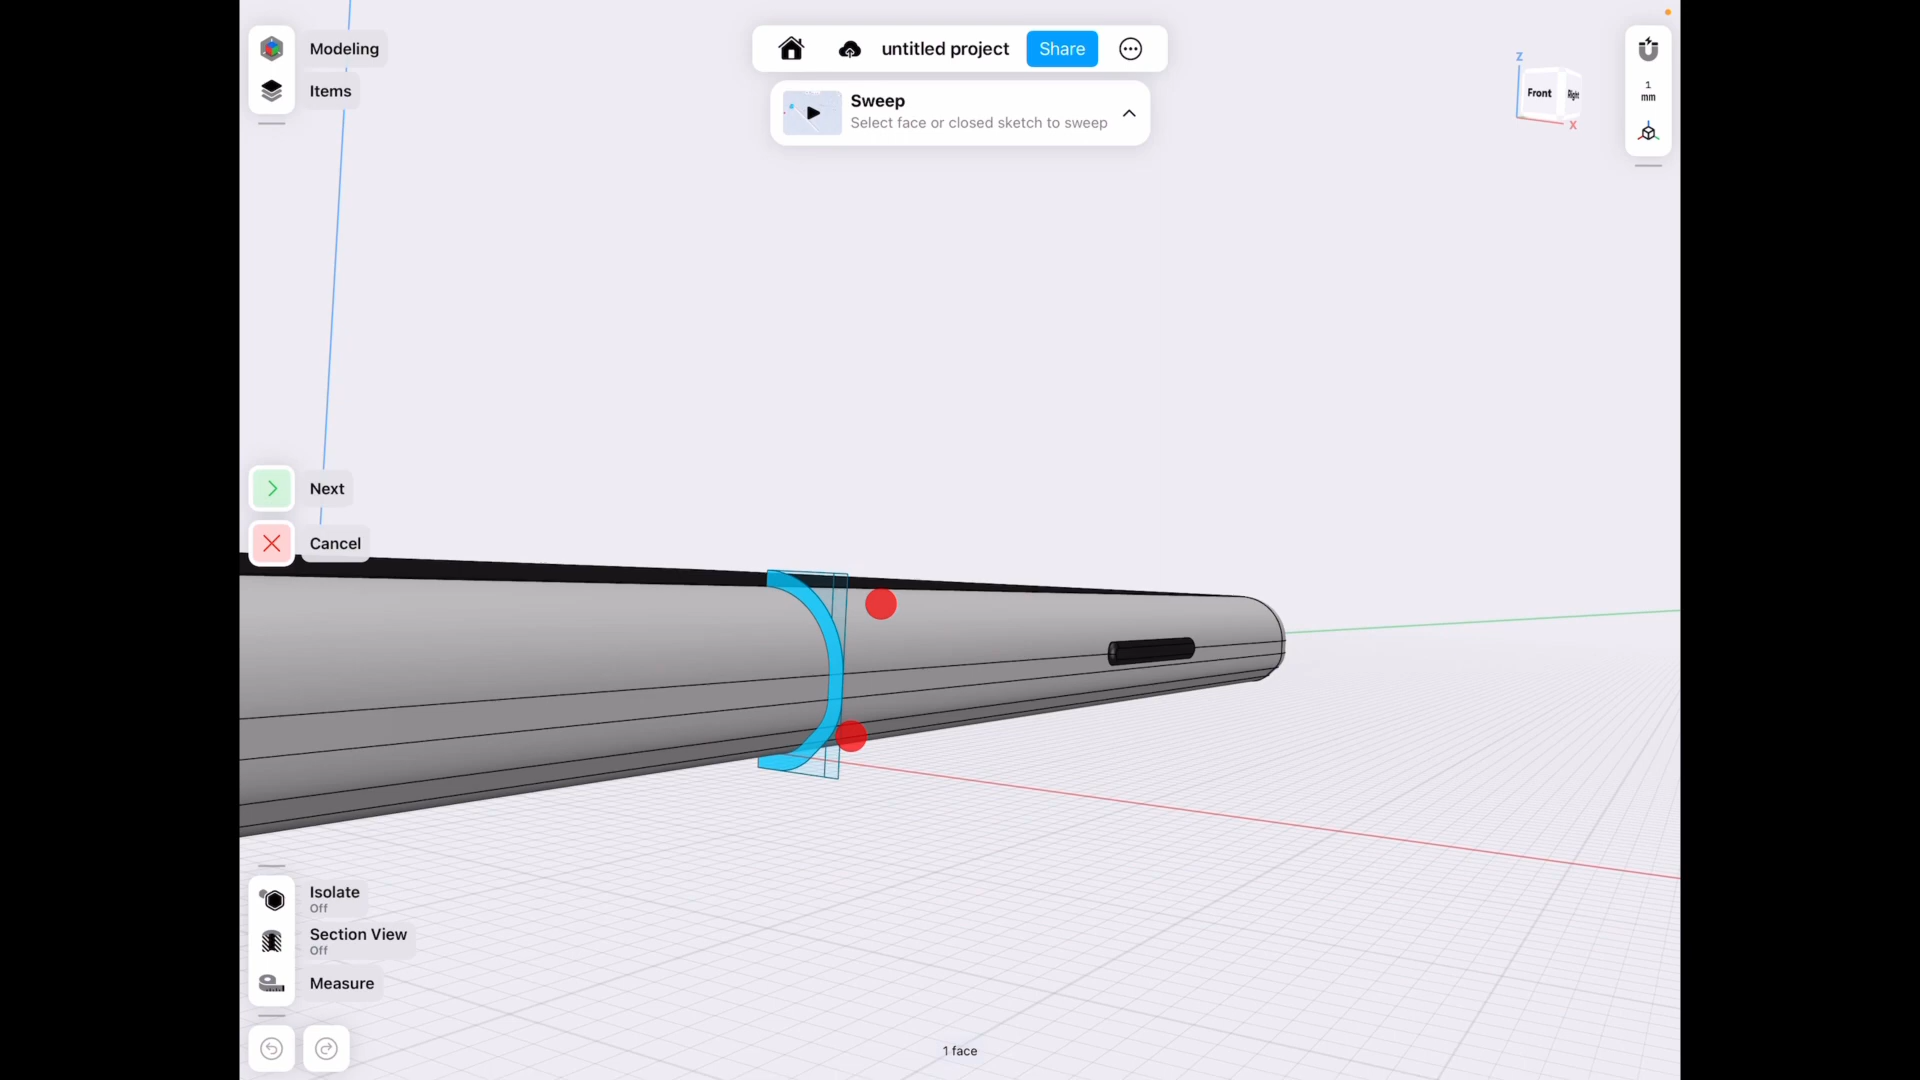 Modeling
Items
untitled project
Share
Sweep
Select face or closed sketch to sweep
Z
Front
Right
X
1
mm
Next
Cancel
Isolate
Off
Section View
Off
Measure
1 face